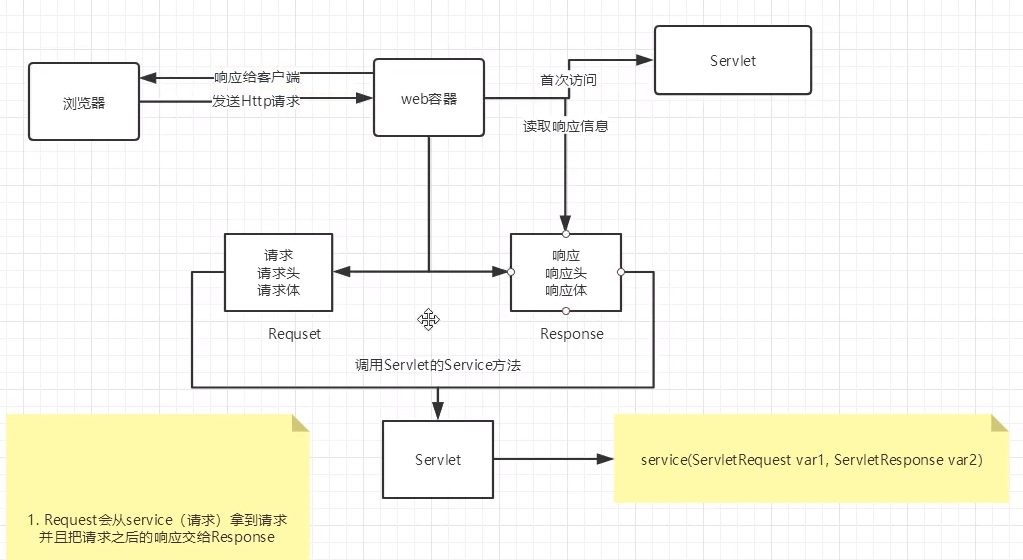 Servlet
响应给客户端
首次访问
浏览器
web容器
发送Http请求
读取响应信息
请求
请求头
请求体
响应
响应头
响应体
Requset
Response
调用Servlet的Service方法
Servlet
service(ServletRequest var1, ServletResponse var2)
1. Request会从service（请求）拿到请求
并且把请求之后的响应交给Response